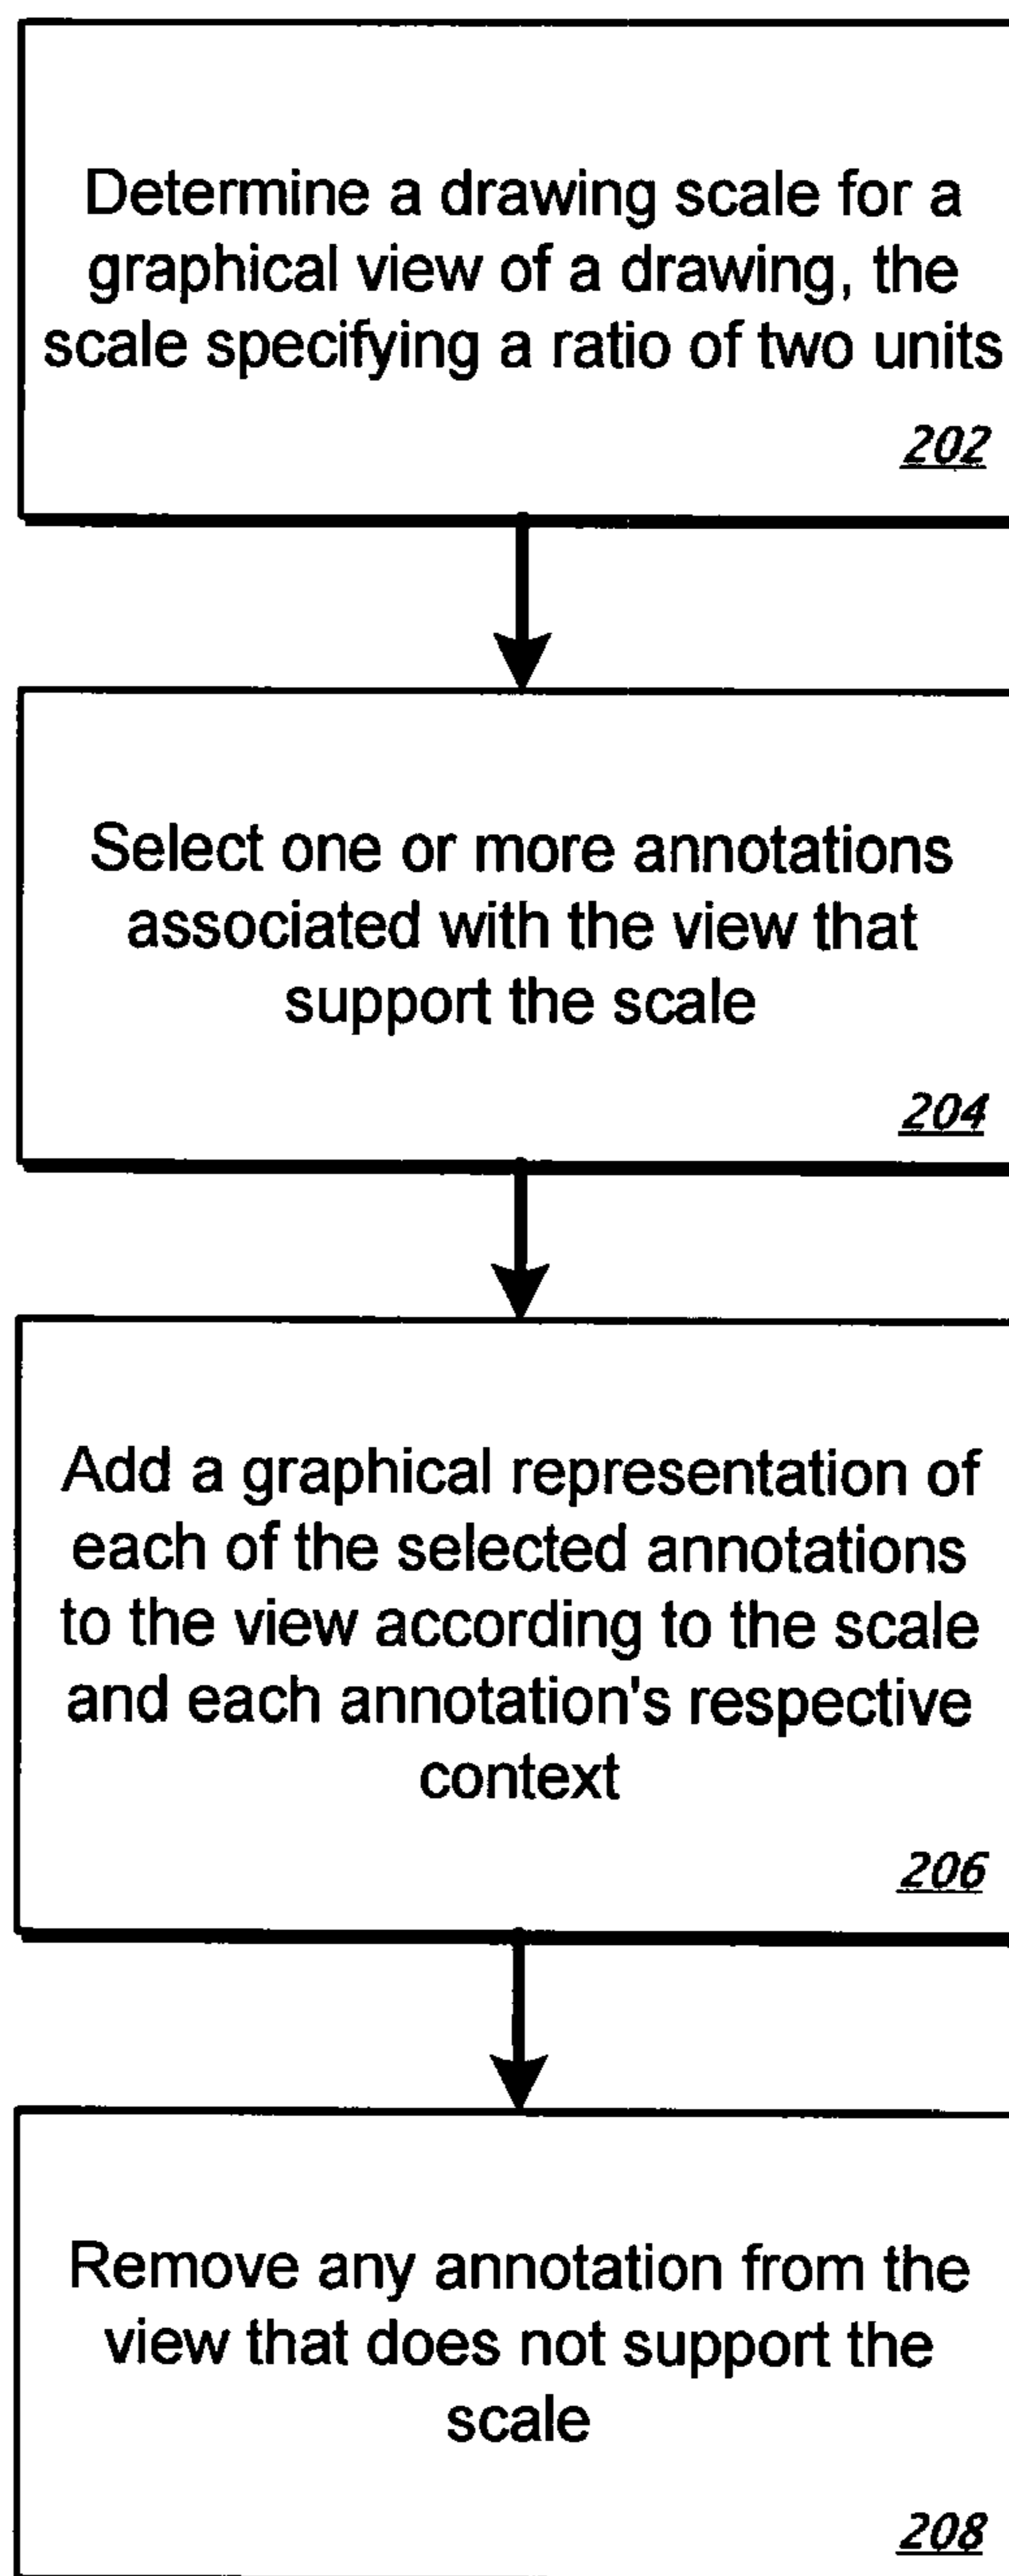 Determine a drawing scale for a
graphical view of a drawing, the
scale specifying a ratio of two units
202
Select one or more annotations
associated with the view that
support the scale
204
Add a graphical representation of
each of the selected annotations
to the view according to the scale
and each annotation's respective
context
206
Remove any annotation from the
view that does not support the
scale
208